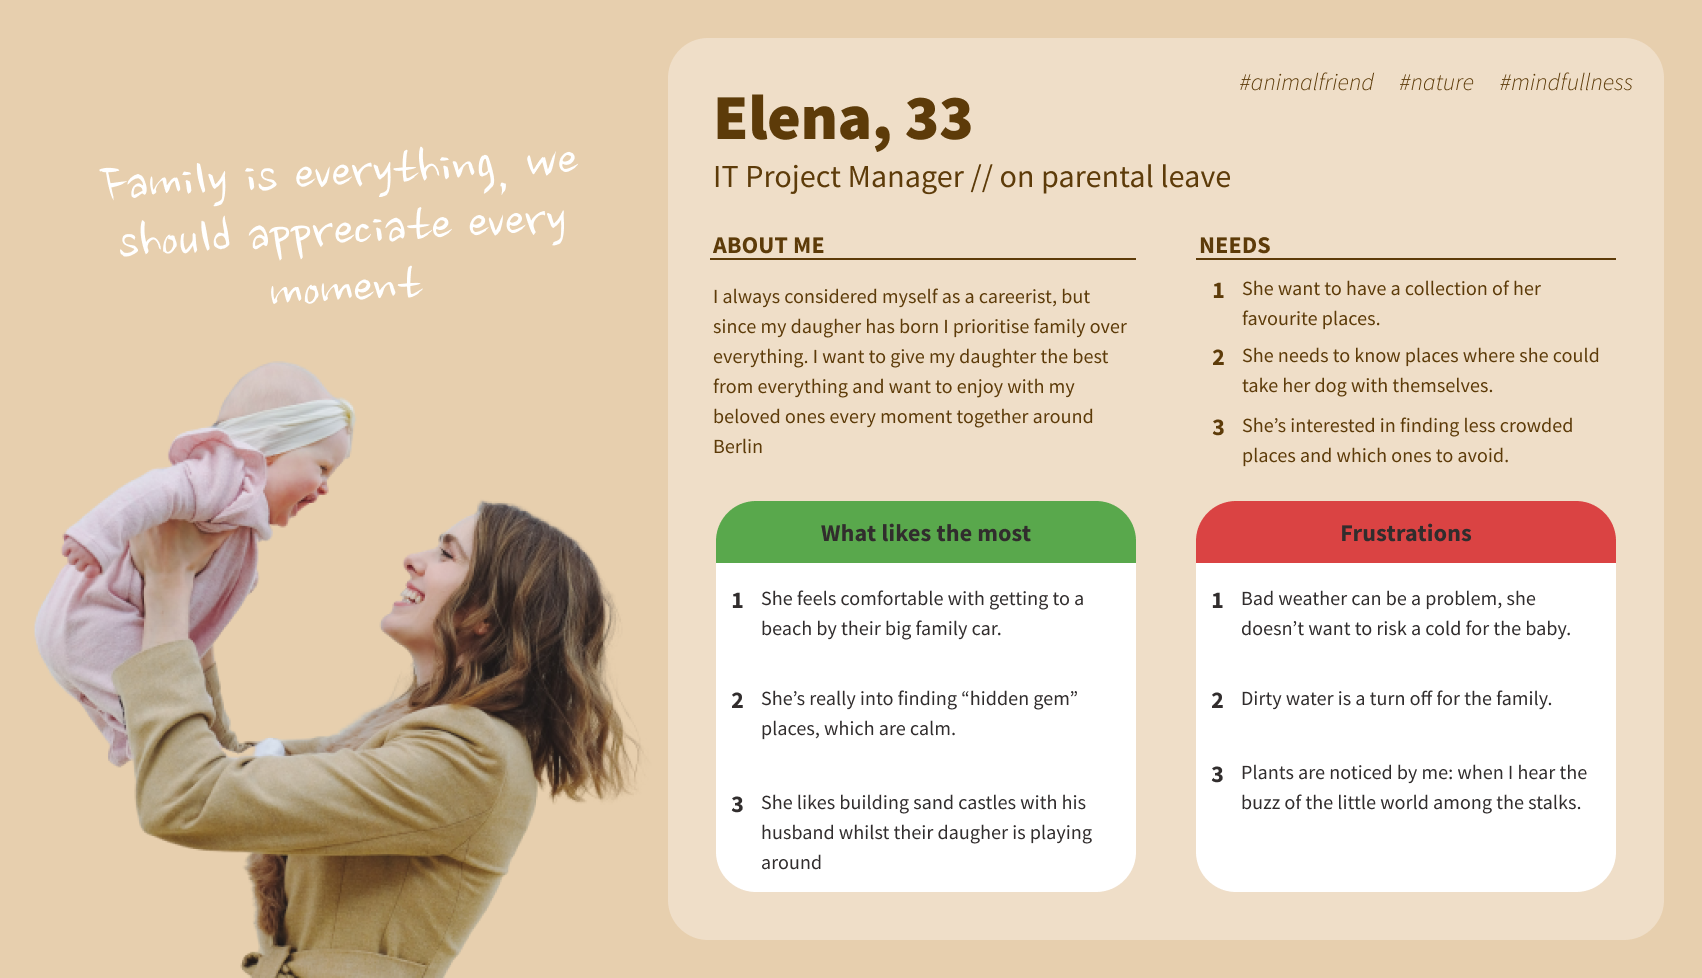 Family is everything, we
should appreciate every
moment
#animalfriend #nature #mindfullness
Elena, 33
IT Project Manager // on parental leave
ABOUT ME
I always considered myself as a careerist, but
since my daugher has born I prioritise family over
everything. I want to give my daughter the best
from everything and want to enjoy with my
beloved ones every moment together around
Berlin
NEEDS
1 She want to have a collection of her
favourite places.
2 She needs to know places where she could
take her dog with themselves.
3 She’s interested in finding less crowded
places and which ones to avoid.
What likes the most
1 She feels comfortable with getting to a
beach by their big family car.
2 She’s really into finding “hidden gem”
places, which are calm.
3 She likes building sand castles with his
husband whilst their daugher is playing
around
Frustrations
1 Bad weather can be a problem, she
doesn’t want to risk a cold for the baby.
2 Dirty water is a turn off for the family.
3 Plants are noticed by me: when I hear the
buzz of the little world among the stalks.